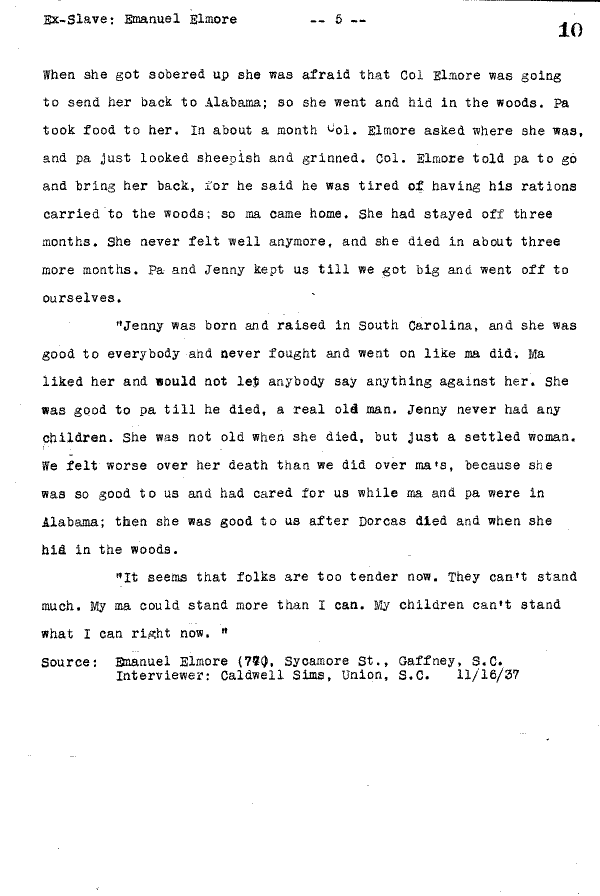 Ex-Slave: Emanuel Elmore -- 5 --
10
When she got sobered up she was afraid that Col Elmore was going
to send her back to Alabama; so she went and hid in the woods. Pa
took food to her. In about a month Col. Elmore asked where she was,
and pa just looked sheepish and grinned. Col. Elmore told pa to go
and bring her back, for he said he was tired of having his rations
carried to the woods; so ma came home. She had stayed off three
months. She never felt well anymore, and she died in about three
more months. Pa and Jenny kept us till we got big and went off to
ourselves.
"Jenny was born and raised in South Carolina, and she was
good to everybody and never fought and went on like ma did. Ma
liked her and would not let anybody say anything against her. She
was good to pa till he died, a real old man. Jenny never had any
children. She was not old when she died, but just a settled woman.
We felt worse over her death than we did over ma's, because she
was so good to us and had cared for us while ma and pa were in
Alabama; then she was good to us after Dorcas died and when she
hid in the woods.
"It seems that folks are too tender now. They can't stand
much. My ma could stand more than I can. My children can't stand
what I can right now. "
Source: Emanuel Elmore Sycamore St., Gaffney, S.C.
Interviewer: Caldwell Sims, Union, S.C. 11/16/37